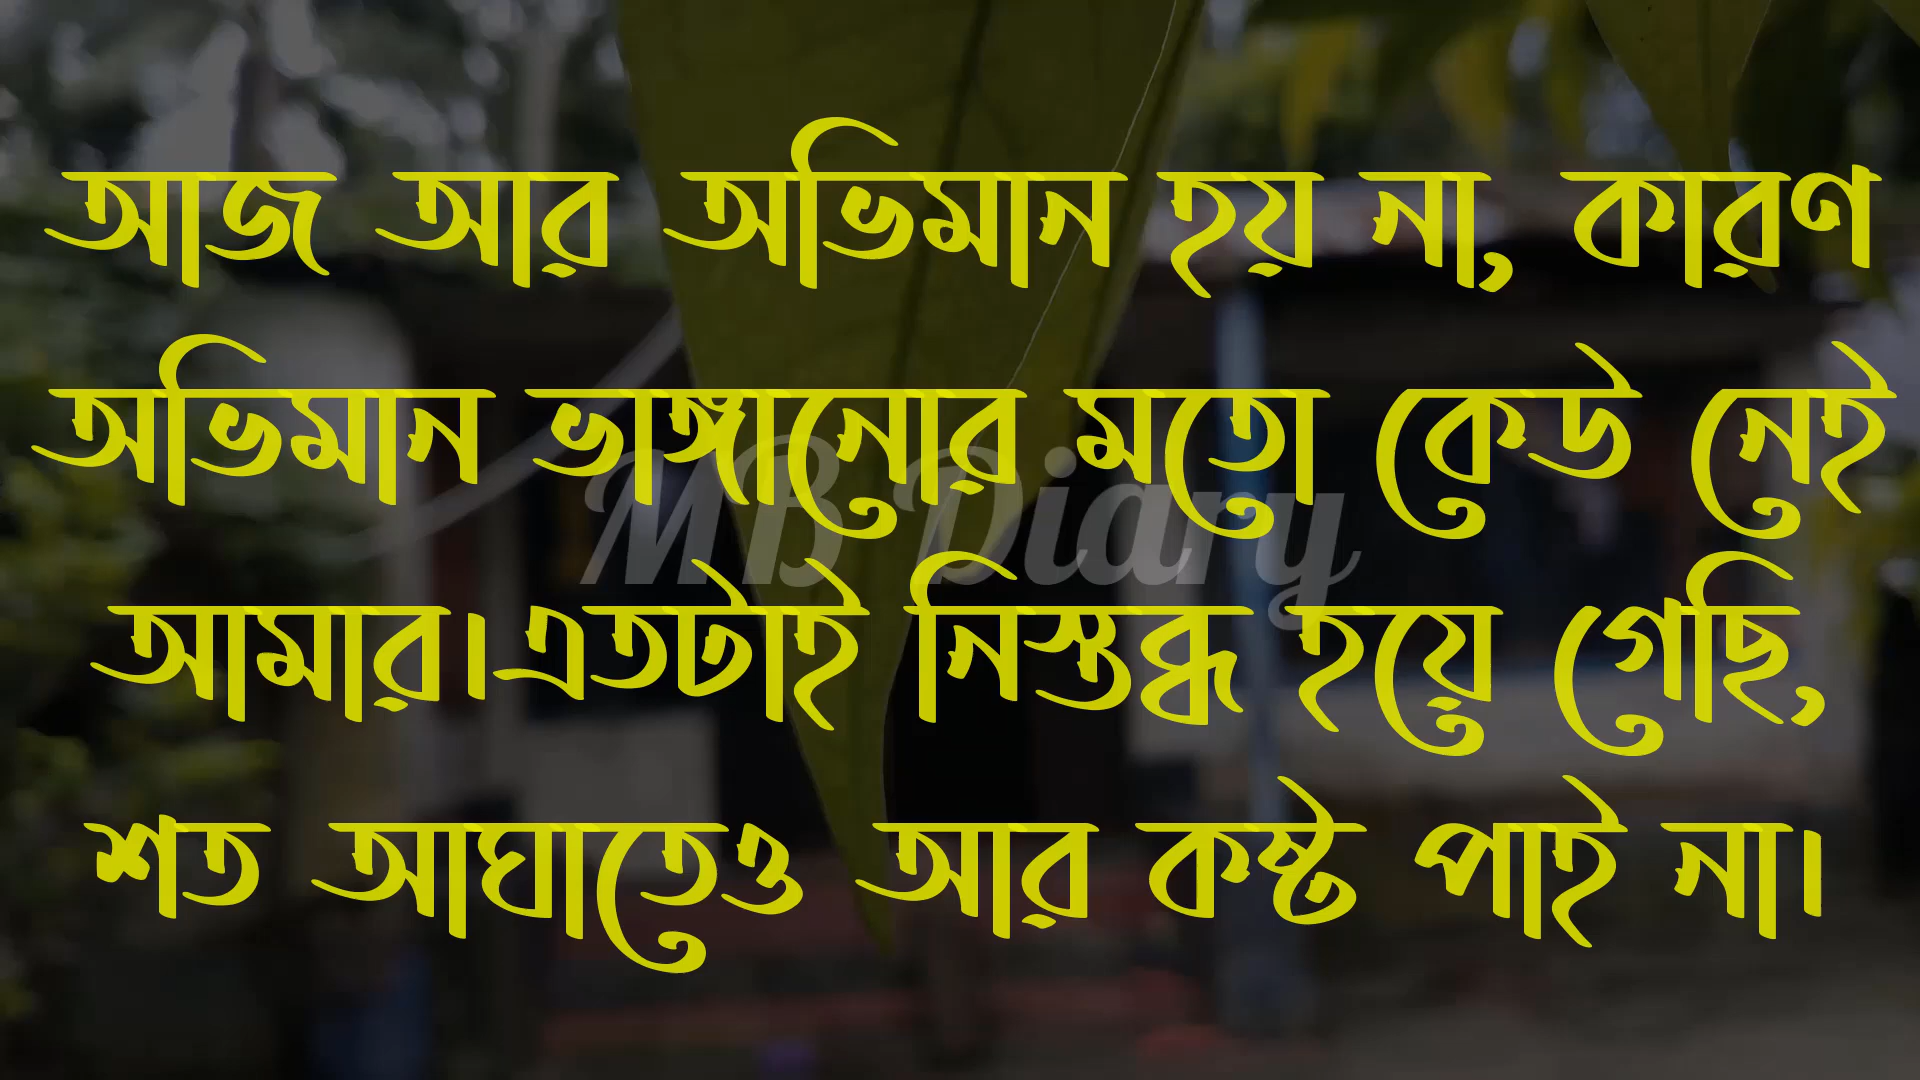 আজ আর অভিমান হয় না, কারণ
অভিমান ভাঙ্গানোর মতো কেউ নেই
MB Diary
আমার।এতটাই নিস্তব্ধ হয়ে গেছি,
শত আঘাতেও আর কষ্ট পাই না।